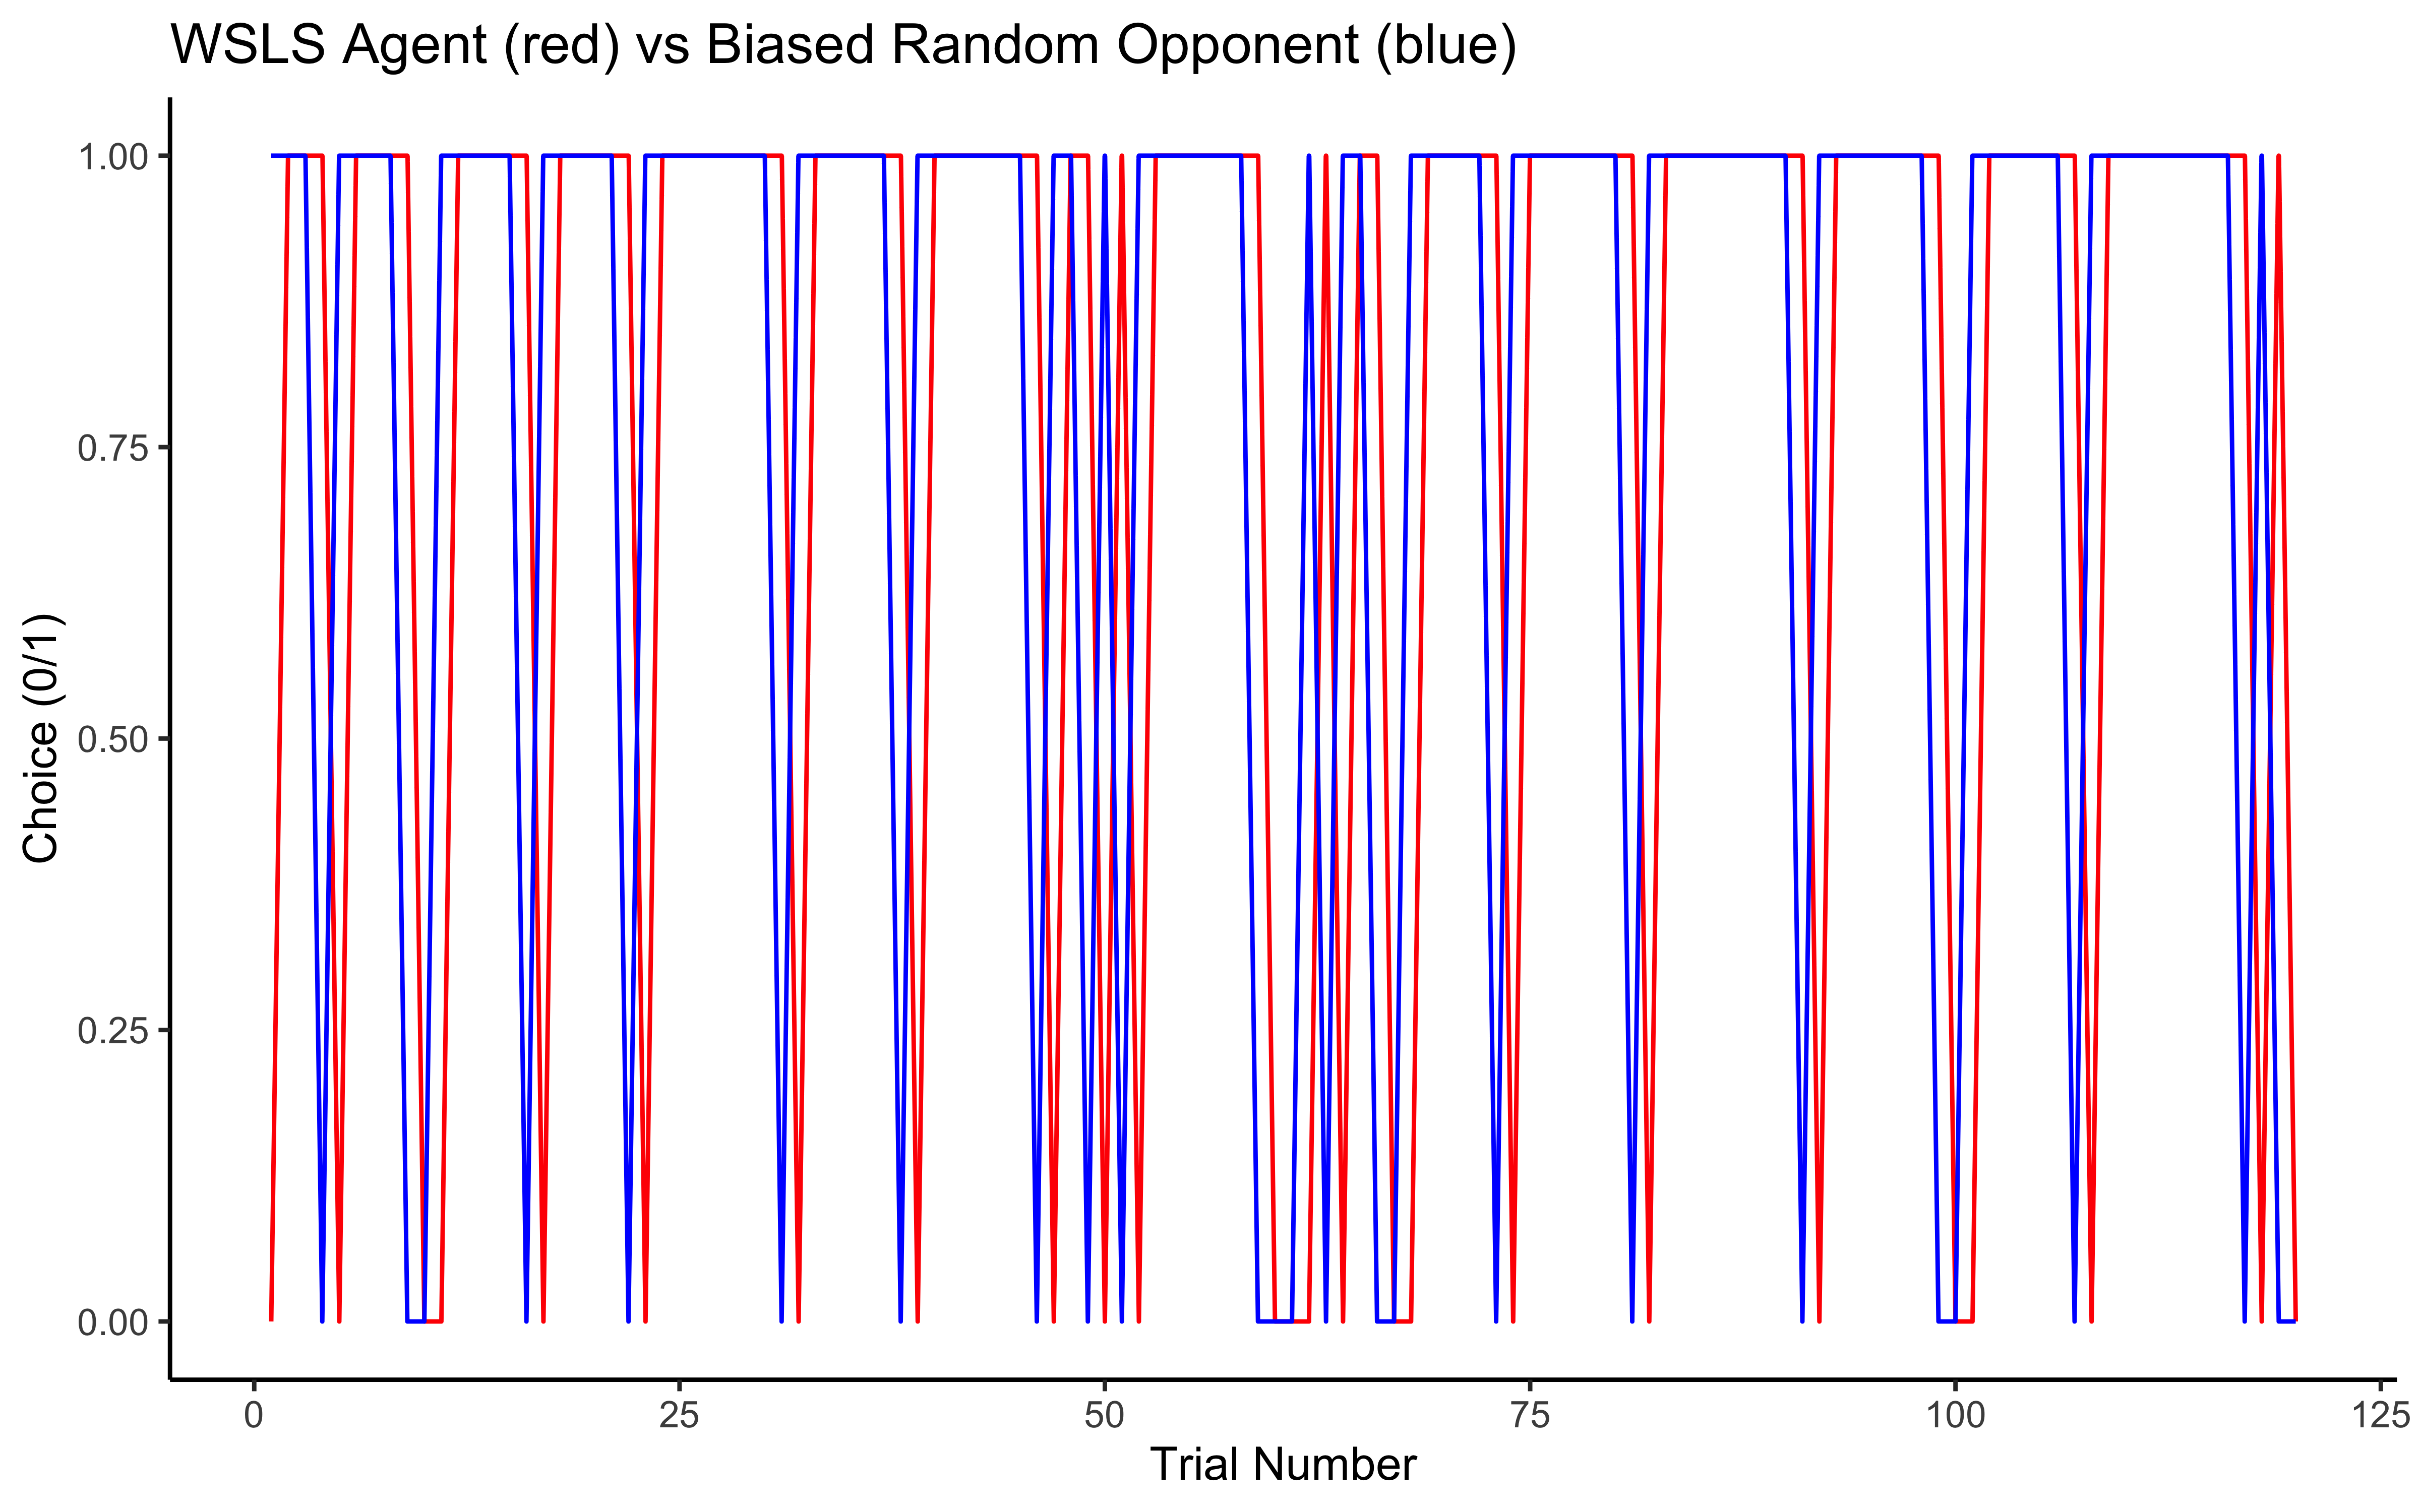 WSLS Agent (red) vs Biased Random Opponent (blue)
Choice (0/1)
1.00
0.75
0.50
0.25
0.00
0 25 50 75 100 125
Trial Number